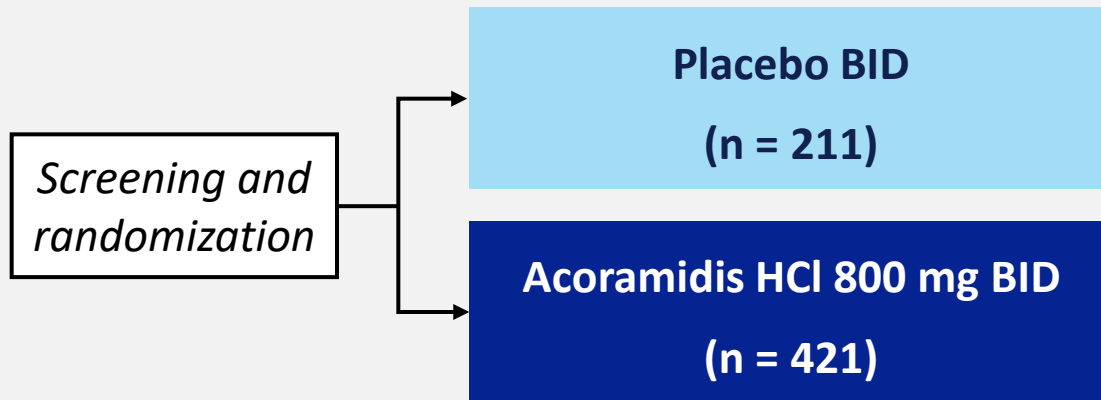 Placebo BID
(n = 211)
Screening and
randomization
Acoramidis HCl 800 mg BID
(n = 421)